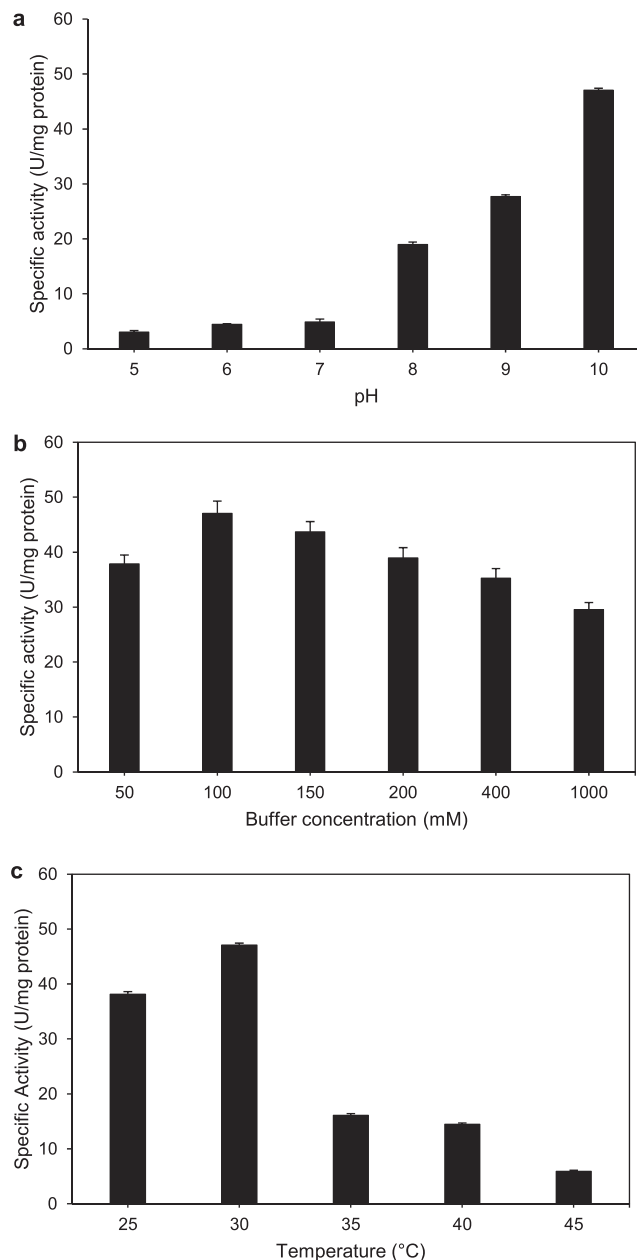 a
Specific activity (U/mg protein)
60
50
40
30
20
10
0
5 6 7 8 9 10
pH
b
Specific activity (U/mg protein)
60
50
40
30
20
10
0
50 100 150 200 400 1000
Buffer concentration (mM)
c
Specific Activity (U/mg protein)
60
50
40
30
20
10
0
25 30 35 40 45
Temperature (°C)